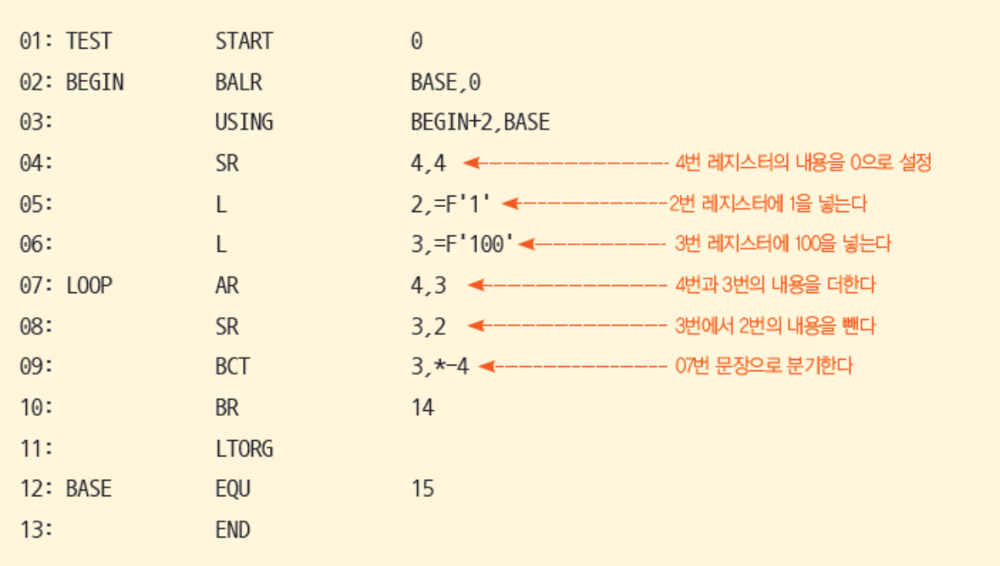 01: TEST START 0
02: BEGIN BALR BASE,0
03: USING BEGIN+2,BASE
04: SR 4,4 4번 레지스터의 내용을 0으로 설정
05: L 2,=F'1' 2번 레지스터에 1을 넣는다
06: L 3,=F'100' 3번 레지스터에 100을 넣는다
07: LOOP AR 4,3 4번과 3번의 내용을 더한다
08: SR 3,2 3번에서 2번의 내용을 뺀다
09: BCT 3,*-4 07번 문장으로 분기한다
10: BR 14
11: LTORG
12: BASE EQU 15
13: END